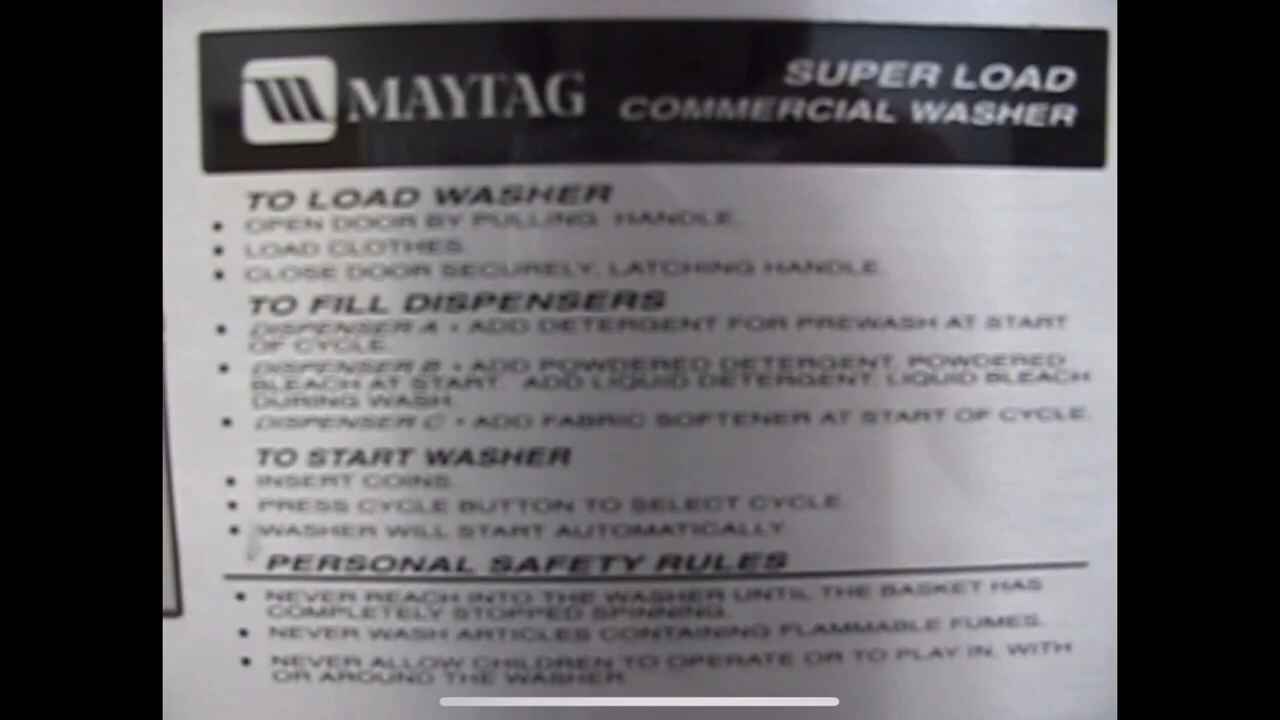 MAYTAG
SUPER LOAD
COMMERCIAL WASHER
TO LOAD WASHER
• OPEN DOOR BY PULLING HANDLE.
• LOAD CLOTHES.
• CLOSE DOOR SECURELY, LATCHING HANDLE.
TO FILL DISPENSERS
• DISPENSER A • ADD DETERGENT FOR PREWASH AT START
OF CYCLE.
• DISPENSER B • ADD POWDERED DETERGENT, POWDERED
BLEACH AT START. ADD LIQUID DETERGENT, LIQUID BLEACH
DURING WASH.
• DISPENSER C • ADD FABRIC SOFTENER AT START OF CYCLE.
TO START WASHER
• INSERT COINS.
• PRESS CYCLE BUTTON TO SELECT CYCLE.
• WASHER WILL START AUTOMATICALLY.
PERSONAL SAFETY RULES
• NEVER REACH INTO THE WASHER UNTIL THE BASKET HAS
COMPLETELY STOPPED SPINNING.
• NEVER WASH ARTICLES CONTAINING FLAMMABLE FUMES.
• NEVER ALLOW CHILDREN TO OPERATE OR TO PLAY IN, WITH
OR AROUND THE WASHER.